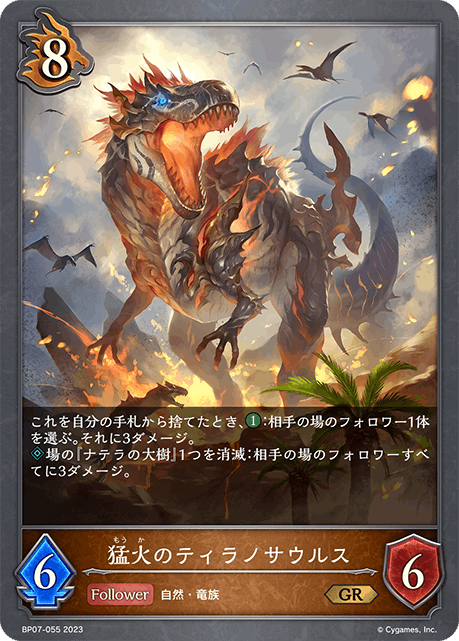 8
これを自分の手札から捨てたとき、1:相手の場のフォロワー1体
を選ぶ。それに3ダメージ。
場の『ナテラの大樹』1つを消滅:相手の場のフォロワーすべ
てに3ダメージ。
もう か
猛火のティラノサウルス
6
Follower 自然・竜族 GR
6
BP07-055 2023 © Cygames, Inc.